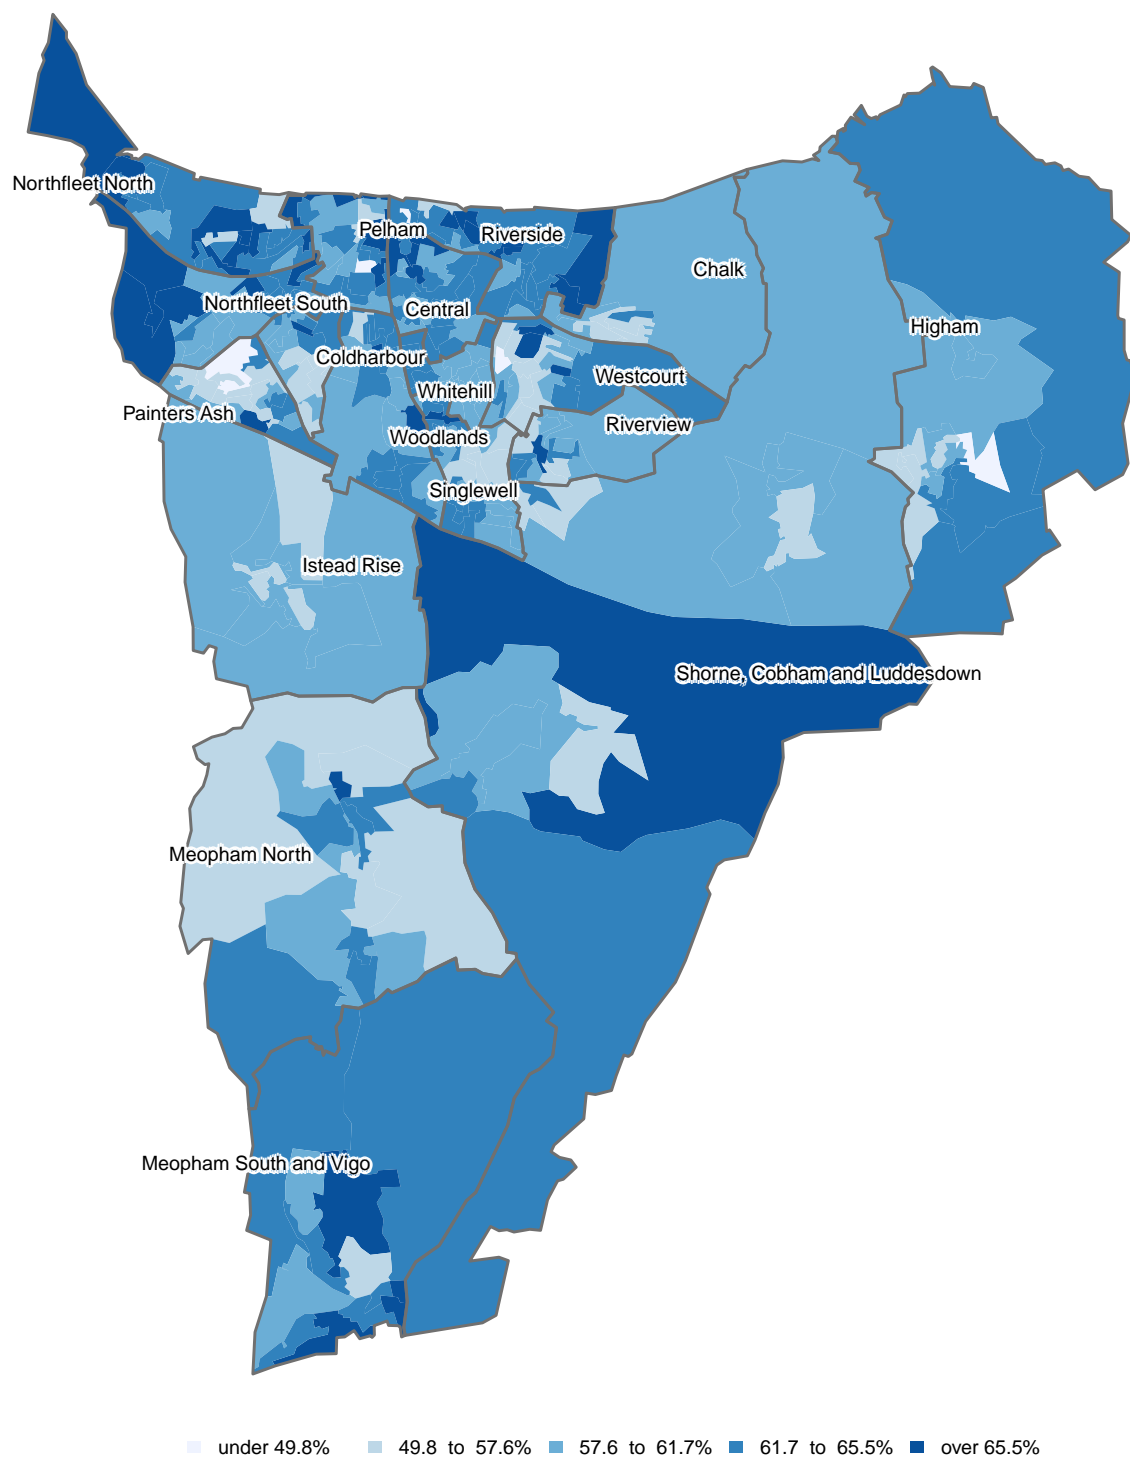 Northfleet North
Pelham
Riverside
Chalk
Northfleet South
Central
Higham
Coldharbour
Westcourt
Whitehill
Painters Ash
Riverview
Woodlands
Singlewell
Istead Rise
Shorne, Cobham and Luddesdown
Meopham North
Meopham South and Vigo
under 49.8% 49.8 to 57.6% 57.6 to 61.7% 61.7 to 65.5% over 65.5%